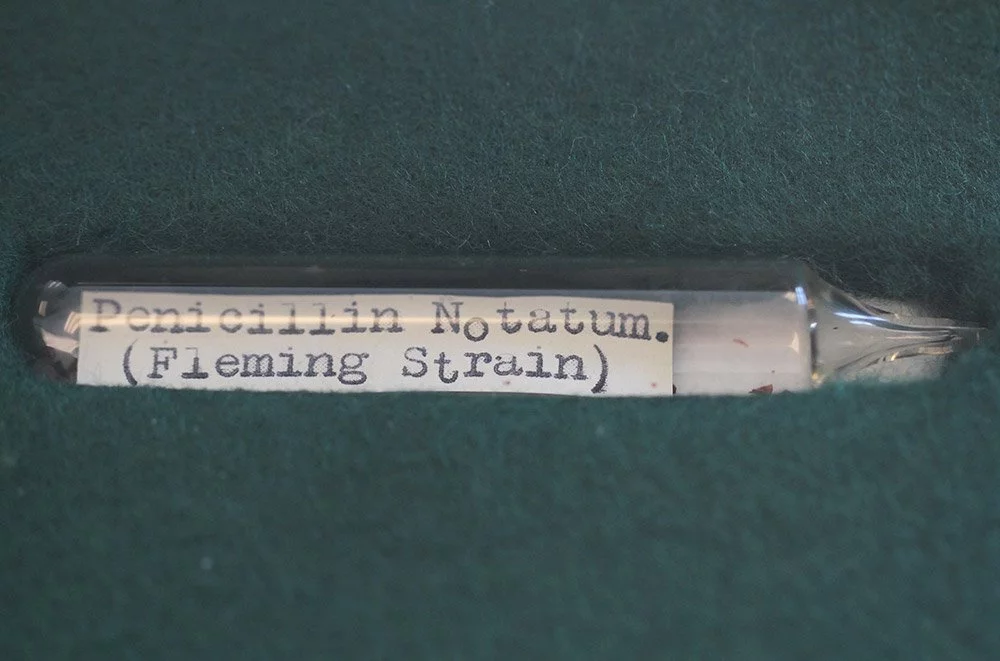 Penicillin Notatum.
(Fleming Strain)